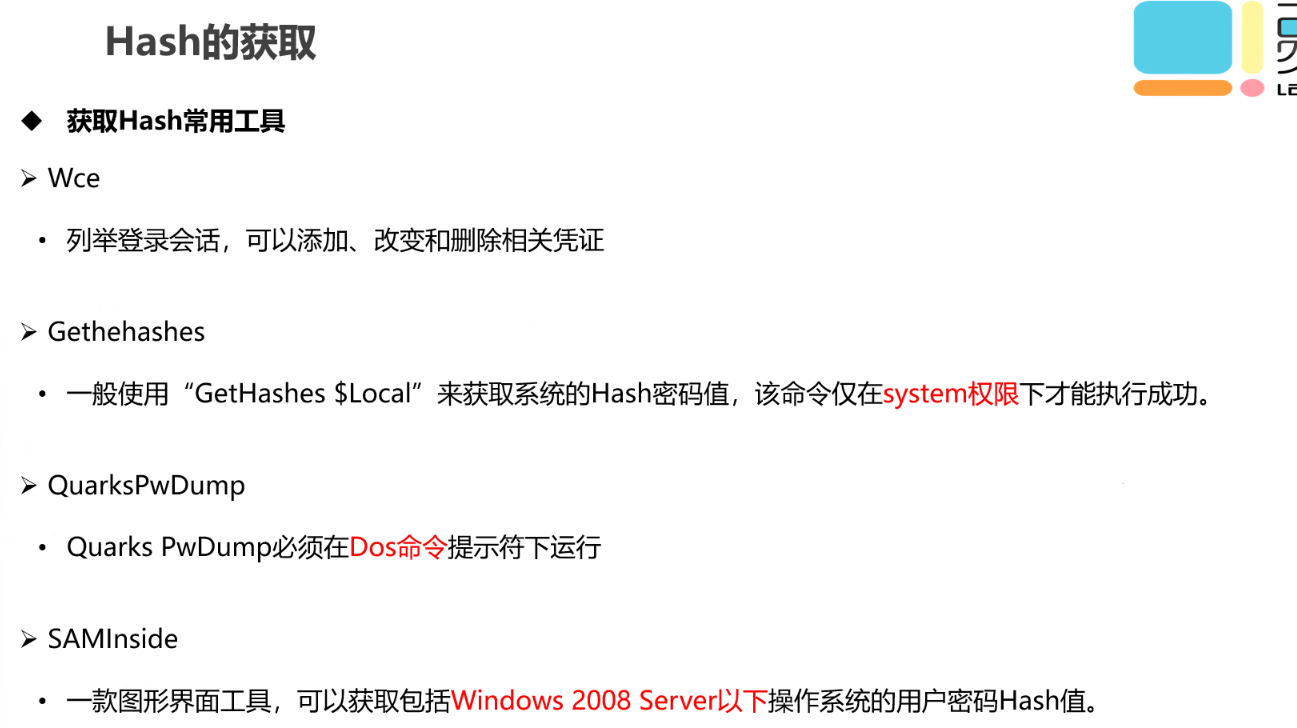 Hash的获取
◆ 获取Hash常用工具
➢ Wce
• 列举登录会话，可以添加、改变和删除相关凭证
➢ Gethehashes
• 一般使用“GetHashes $Local”来获取系统的Hash密码值，该命令仅在system权限下才能执行成功。
➢ QuarksPwDump
• Quarks PwDump必须在Dos命令提示符下运行
➢ SAMInside
• 一款图形界面工具，可以获取包括Windows 2008 Server以下操作系统的用户密码Hash值。